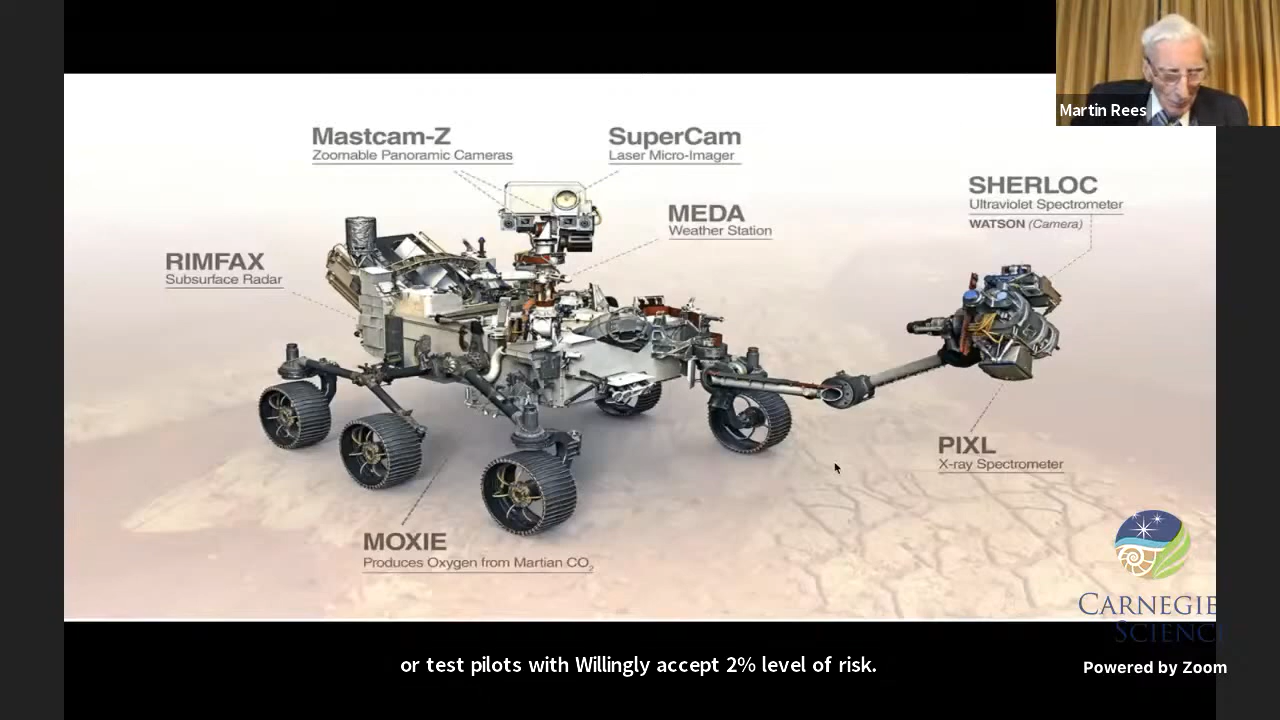 Martin Rees
Mastcam-Z
Zoomable Panoramic Cameras
SuperCam
Laser Micro-Imager
SHERLOC
Ultraviolet Spectrometer
WATSON (Camera)
MEDA
Weather Station
RIMFAX
Subsurface Radar
PIXL
X-ray Spectrometer
MOXIE
Produces Oxygen from Martian CO₂
CARNEGIE
SCIENC
or test pilots with Willingly accept 2% level of risk.
Powered by Zoom